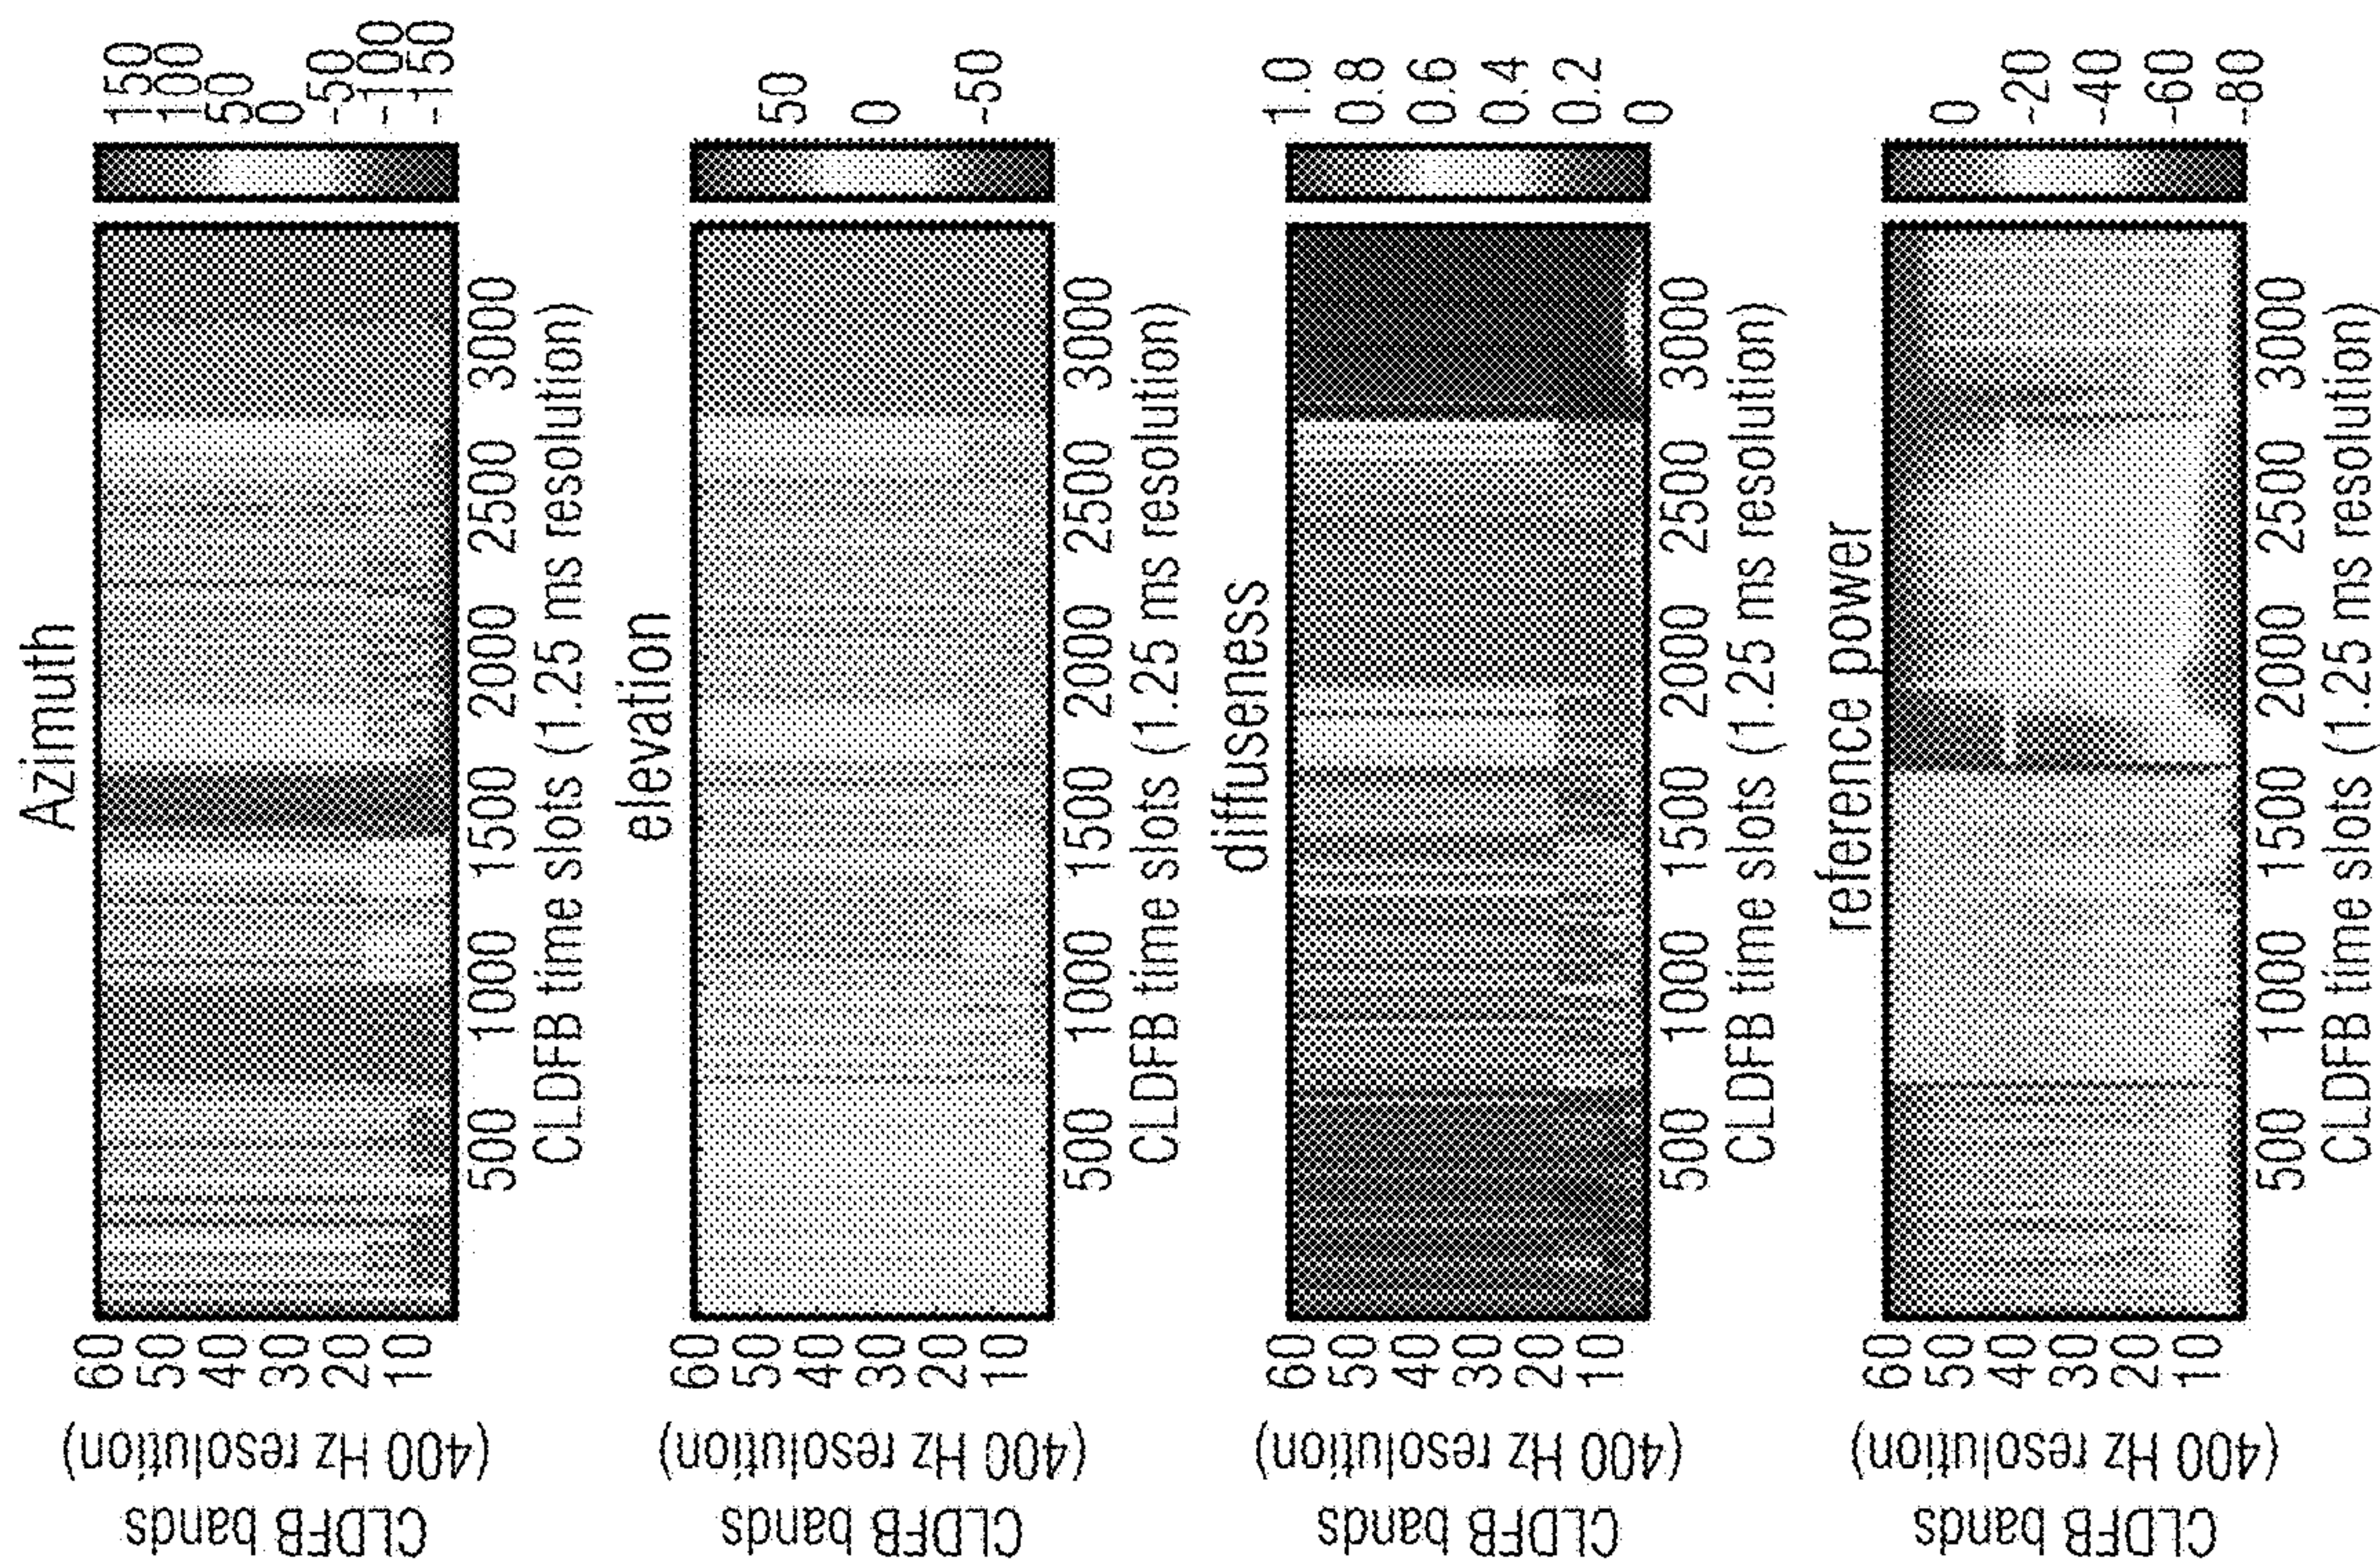 Azimuth
CLDFB bands
(400 Hz resolution)
60
50
40
30
20
10
500 1000 1500 2000 2500 3000
CLDFB time slots (1.25 ms resolution)
150
100
50
0
-50
-100
-150
elevation
CLDFB bands
(400 Hz resolution)
60
50
40
30
20
10
500 1000 1500 2000 2500 3000
CLDFB time slots (1.25 ms resolution)
50
0
-50
diffuseness
CLDFB bands
(400 Hz resolution)
60
50
40
30
20
10
500 1000 1500 2000 2500 3000
CLDFB time slots (1.25 ms resolution)
1.0
0.8
0.6
0.4
0.2
0
reference power
CLDFB bands
(400 Hz resolution)
60
50
40
30
20
10
500 1000 1500 2000 2500 3000
CLDFB time slots (1.25 ms resolution)
0
-20
-40
-60
-80